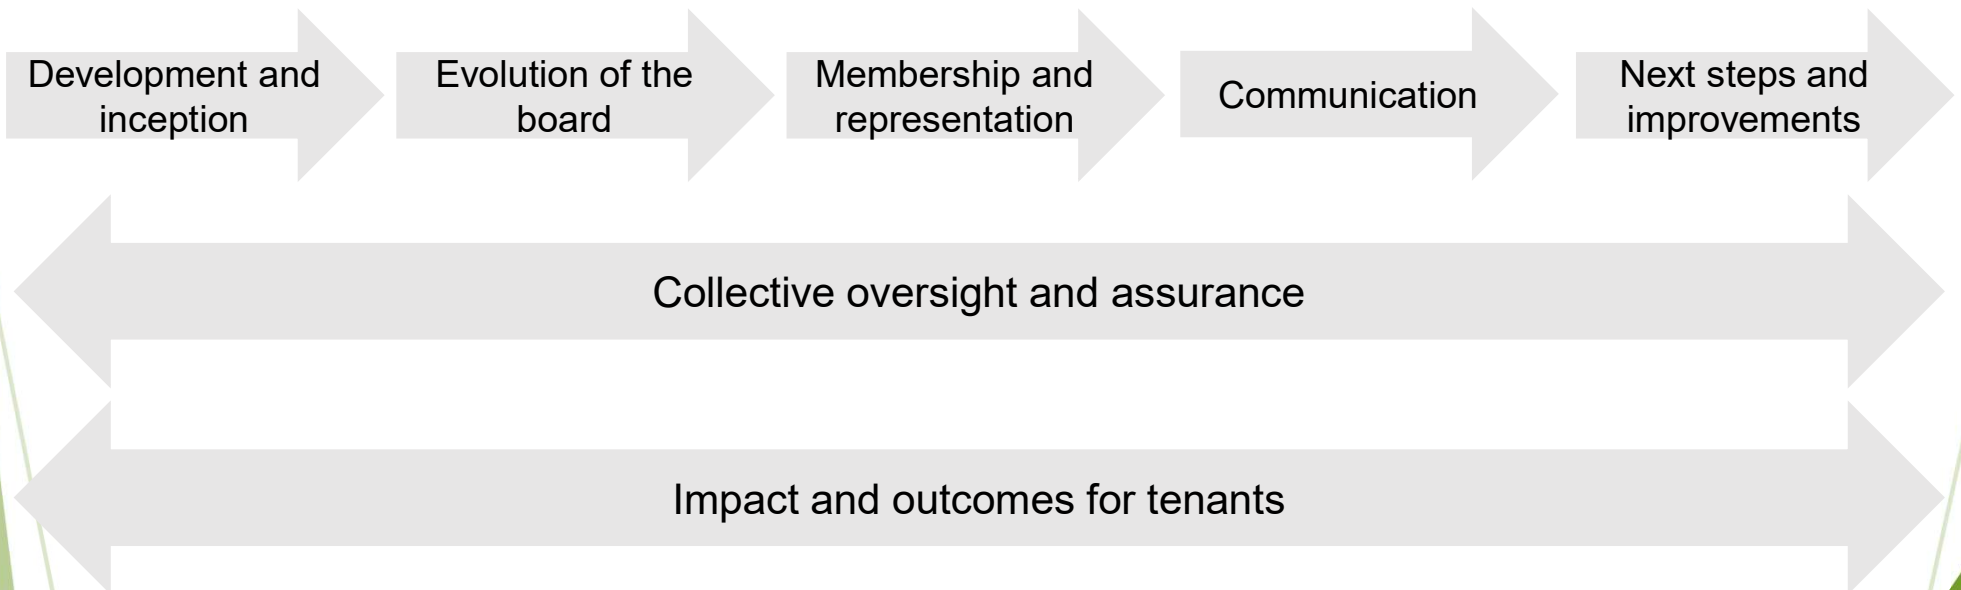 Development and
inception
Evolution of the
board
Membership and
representation
Communication
Next steps and
improvements
Collective oversight and assurance
Impact and outcomes for tenants